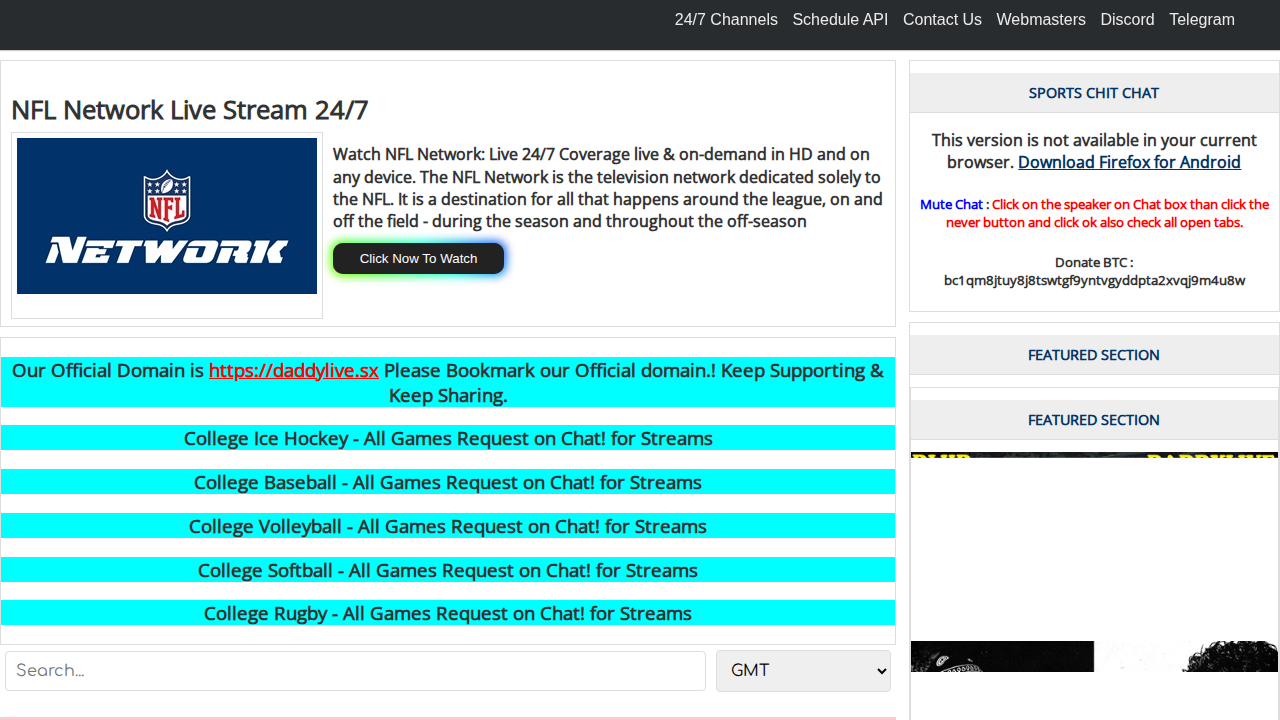 24/7 Channels Schedule API Contact Us Webmasters Discord Telegram
NFL Network Live Stream 24/7
NFL
NETWORK
Watch NFL Network: Live 24/7 Coverage live & on-demand in HD and on
any device. The NFL Network is the television network dedicated solely to
the NFL. It is a destination for all that happens around the league, on and
off the field - during the season and throughout the off-season
Click Now To Watch
Our Official Domain is https://daddylive.sx Please Bookmark our Official domain.! Keep Supporting &
Keep Sharing.
College Ice Hockey - All Games Request on Chat! for Streams
College Baseball - All Games Request on Chat! for Streams
College Volleyball - All Games Request on Chat! for Streams
College Softball - All Games Request on Chat! for Streams
College Rugby - All Games Request on Chat! for Streams
Search...
GMT
SPORTS CHIT CHAT
This version is not available in your current
browser. Download Firefox for Android
Mute Chat : Click on the speaker on Chat box than click the
never button and click ok also check all open tabs.
Donate BTC :
bc1qm8jtuy8j8tswtgf9yntvgyddpta2xvqj9m4u8w
FEATURED SECTION
FEATURED SECTION